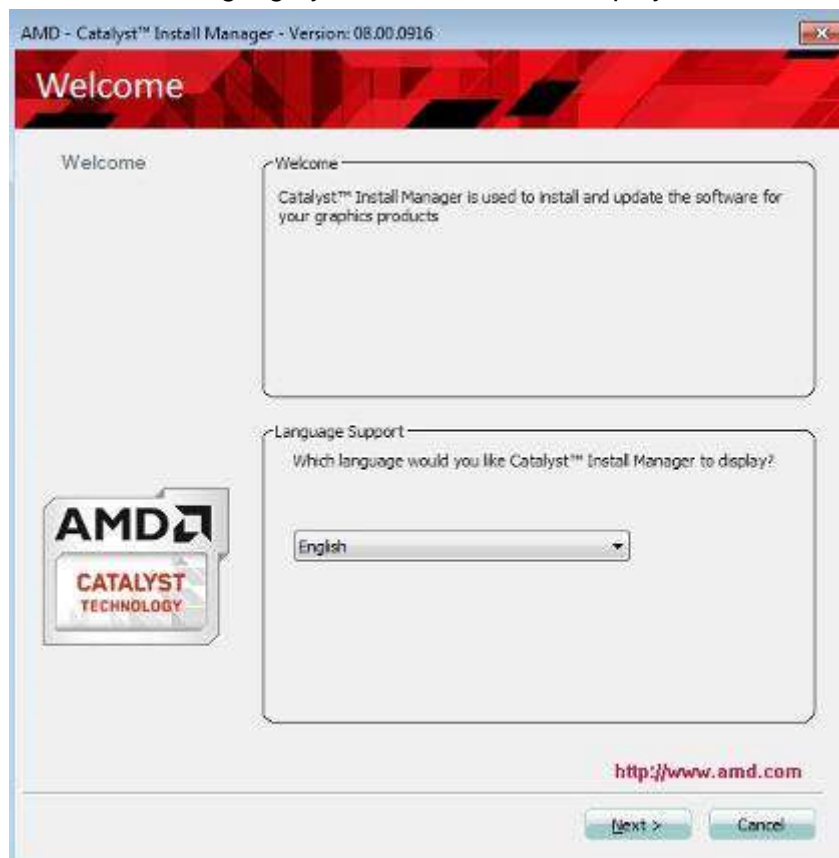 AMD - Catalyst™ Install Manager - Version: 08.00.0916
Welcome
Welcome
Welcome
Catalyst™ Install Manager is used to install and update the software for
your graphics products
Language Support
Which language would you like Catalyst™ Install Manager to display?
English
AMD
CATALYST
TECHNOLOGY
http://www.amd.com
Next >
Cancel